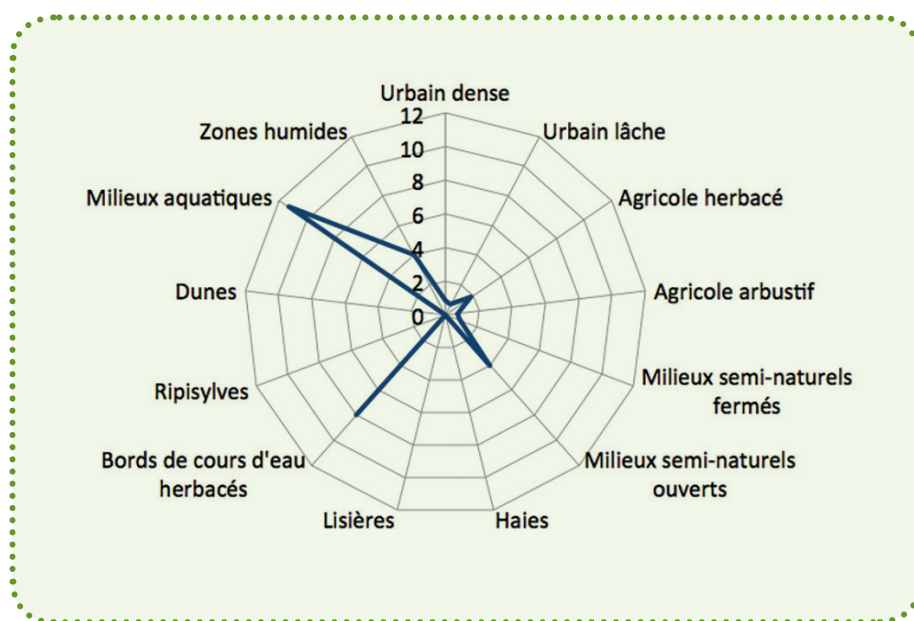 Urbain dense
12
Zones humides
Urbain lâche
10
8
Milieux aquatiques
Agricole herbacé
6
4
Dunes
2
Agricole arbustif
0
Milieux semi-naturels
fermés
Ripisylves
Bords de cours d'eau
herbacés
Milieux semi-naturels
ouverts
Lisières
Haies